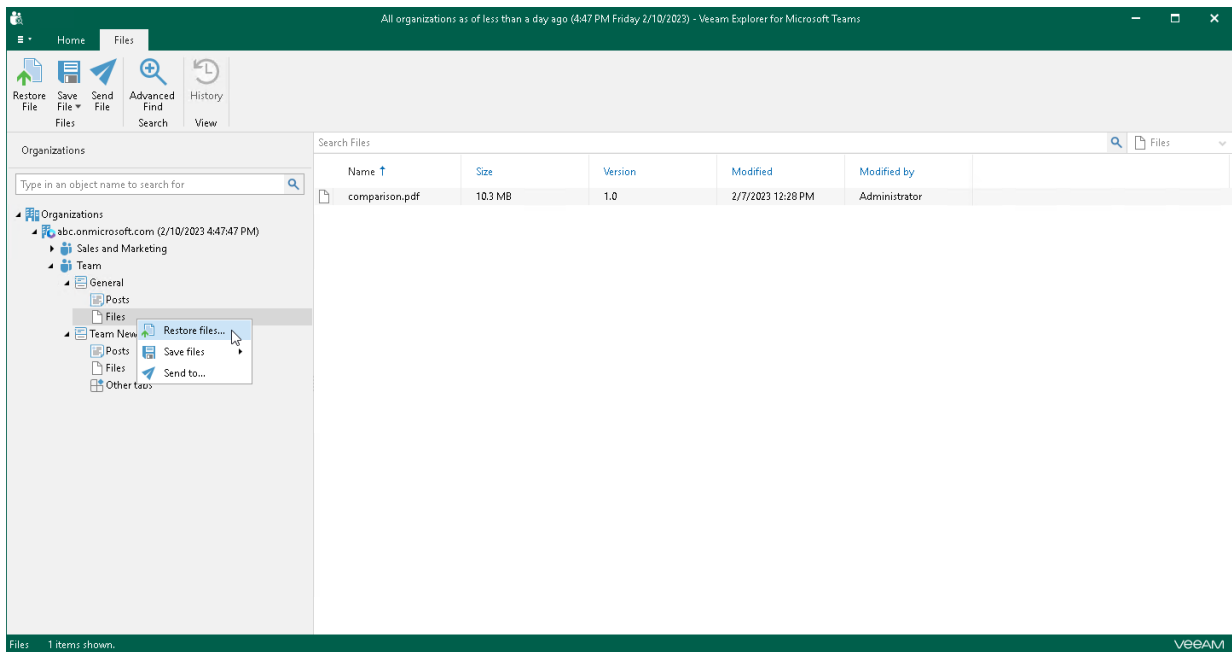 All organizations as of less than a day ago (4:47 PM Friday 2/10/2023) - Veeam Explorer for Microsoft Teams
Home Files
Restore File
Save File
Send File
Advanced Find
History
Files Search View
Organizations
Type in an object name to search for
Organizations
abc.onmicrosoft.com (2/10/2023 4:47:47 PM)
Sales and Marketing
Team
General
Posts
Files
Team New
Posts
Files
Other tabs
Restore files...
Save files
Send to...
Search Files
Files
Name Size Version Modified Modified by
comparison.pdf 10.3 MB 1.0 2/7/2023 12:28 PM Administrator
Files 1 items shown.
veeam